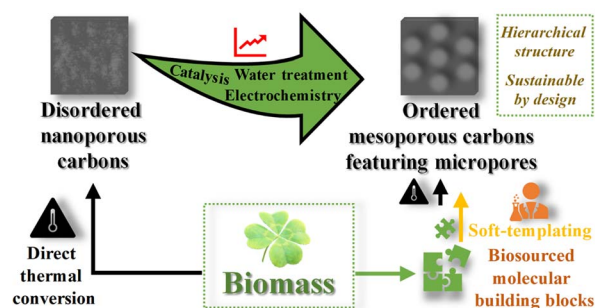 Catalysis Water treatment
Electrochemistry
Hierarchical
structure
Sustainable
by design
Disordered
nanoporous
carbons
Ordered
mesoporous carbons
featuring micropores
Direct
thermal
conversion
Biomass
Soft-templating
Biosourced
molecular
building blocks